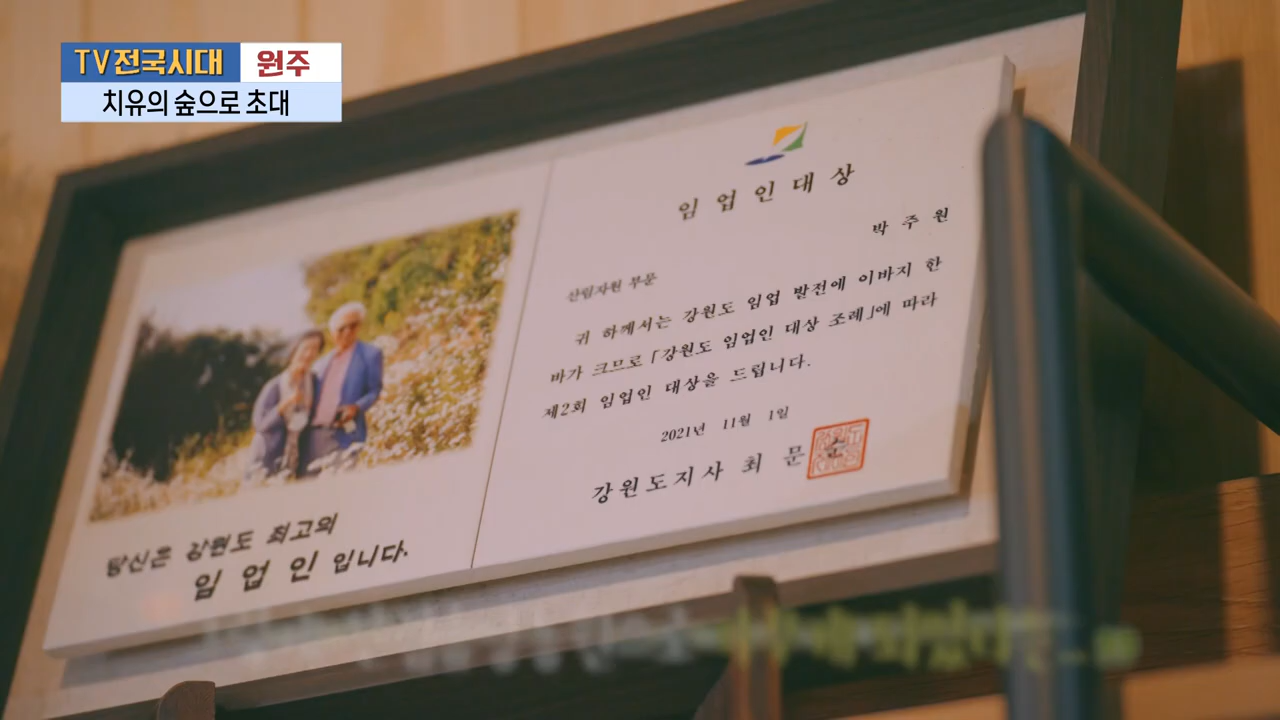 TV전국시대 원주
치유의 숲으로 초대
임업인대상
박주원
산림자원 부문
귀 하께서는 강원도 임업 발전에 이바지 한
바가 크므로 「강원도 임업인 대상 조례」에 따라
제2회 임업인 대상을 드립니다.
2021년 11월 1일
강원도지사 최 문
당신은 강원도 최고의
임업인 입니다.